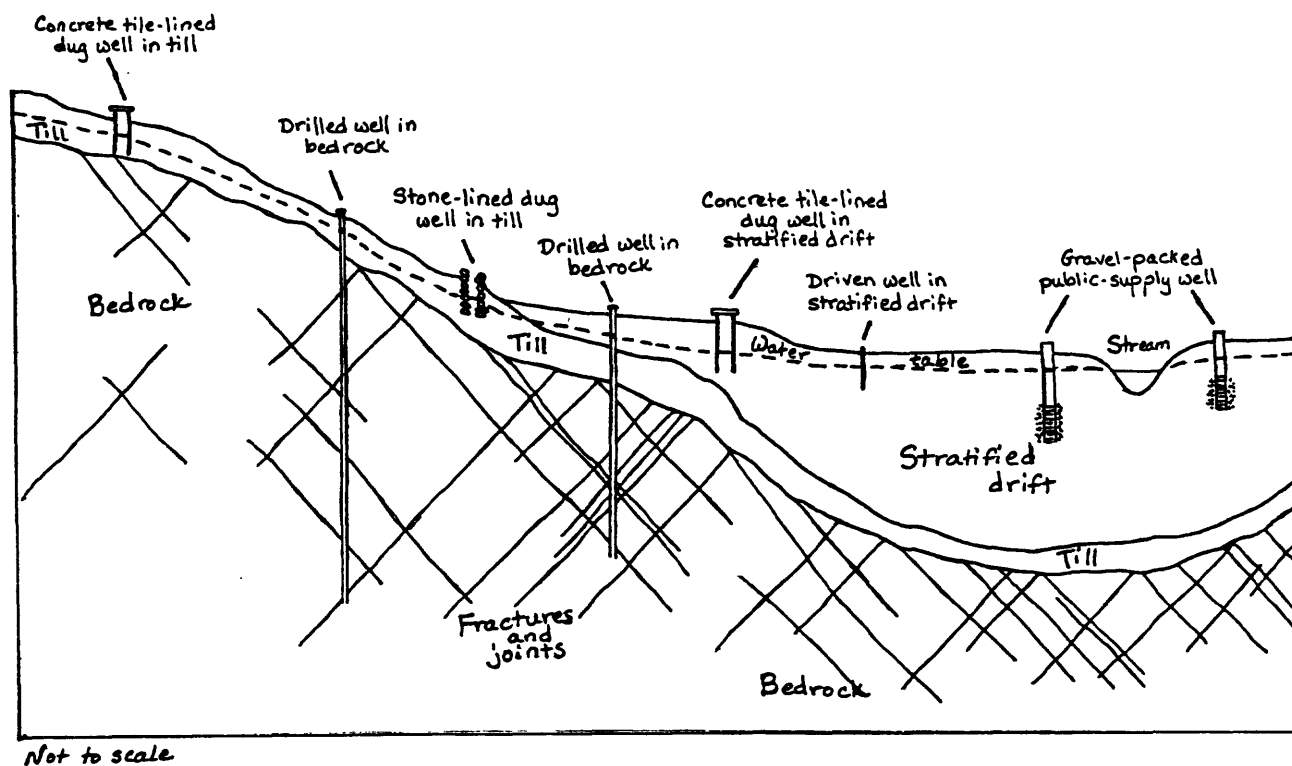 Concrete tile-lined
dug well in till
Drilled well in
bedrock
Stone-lined dug
well in till
Drilled well in
bedrock
Concrete tile-lined
dug well in
stratified drift
Driven well in
stratified drift
Gravel-packed
public-supply well
Till
Bedrock
Till
Water
table
Stream
Stratified
drift
Till
Fractures
and
joints
Bedrock
Not to scale